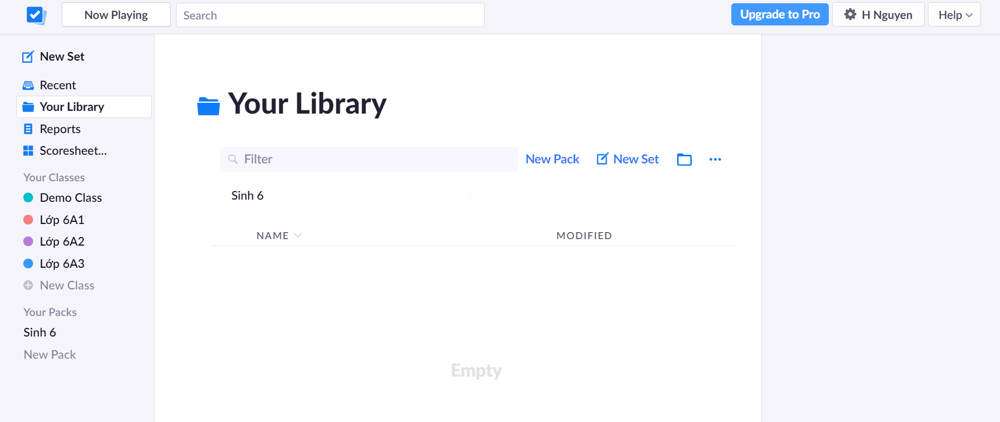 Now Playing
Search
Upgrade to Pro
H Nguyen
Help
New Set
Recent
Your Library
Reports
Scoresheet...
Your Classes
Demo Class
Lớp 6A1
Lớp 6A2
Lớp 6A3
New Class
Your Packs
Sinh 6
New Pack
Your Library
Filter
New Pack
New Set
Sinh 6
NAME
MODIFIED
Empty